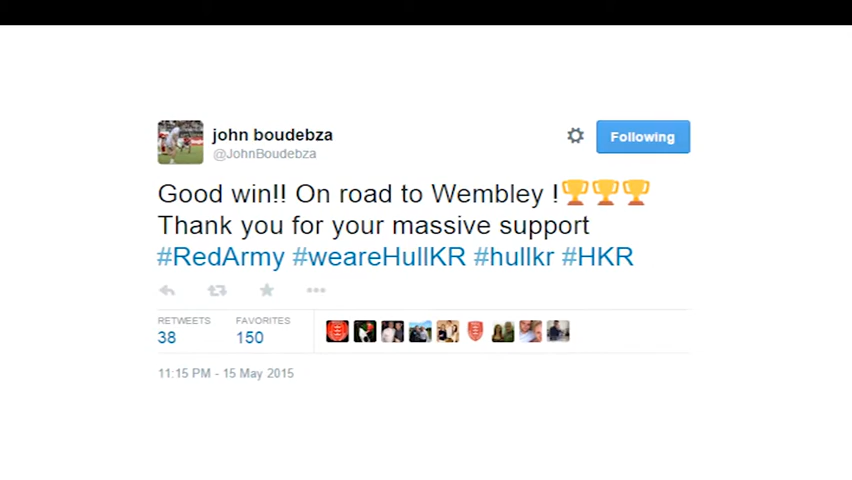 john boudebza
@JohnBoudebza
Following
Good win!! On road to Wembley !🏆🏆🏆
Thank you for your massive support
#RedArmy #weareHullKR #hullkr #HKR
RETWEETS FAVORITES
38 150
11:15 PM - 15 May 2015